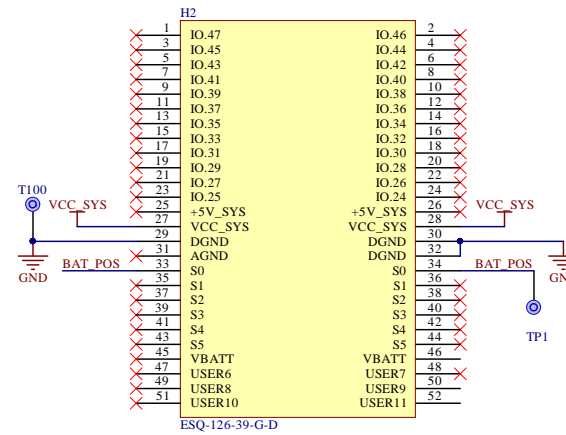 H2
1 IO.47 IO.46 2
3 IO.45 IO.44 4
5 IO.43 IO.42 6
7 IO.41 IO.40 8
9 IO.39 IO.38 10
11 IO.37 IO.36 12
13 IO.35 IO.34 14
15 IO.33 IO.32 16
17 IO.31 IO.30 18
19 IO.29 IO.28 20
21 IO.27 IO.26 22
23 IO.25 IO.24 24
T100
VCC_SYS 25 +5V_SYS +5V_SYS 26 VCC_SYS
27 VCC_SYS VCC_SYS 28
29 DGND DGND 30
31 AGND DGND 32
BAT_POS 33 S0 S0 34 BAT_POS
GND GN
35 S1 S1 36
37 S2 S2 38
39 S3 S3 40
41 S4 S4 42
43 S5 S5 44
TP1
45 VBATT VBATT 46
47 USER6 USER7 48
49 USER8 USER9 50
51 USER10 USER11 52
ESQ-126-39-G-D